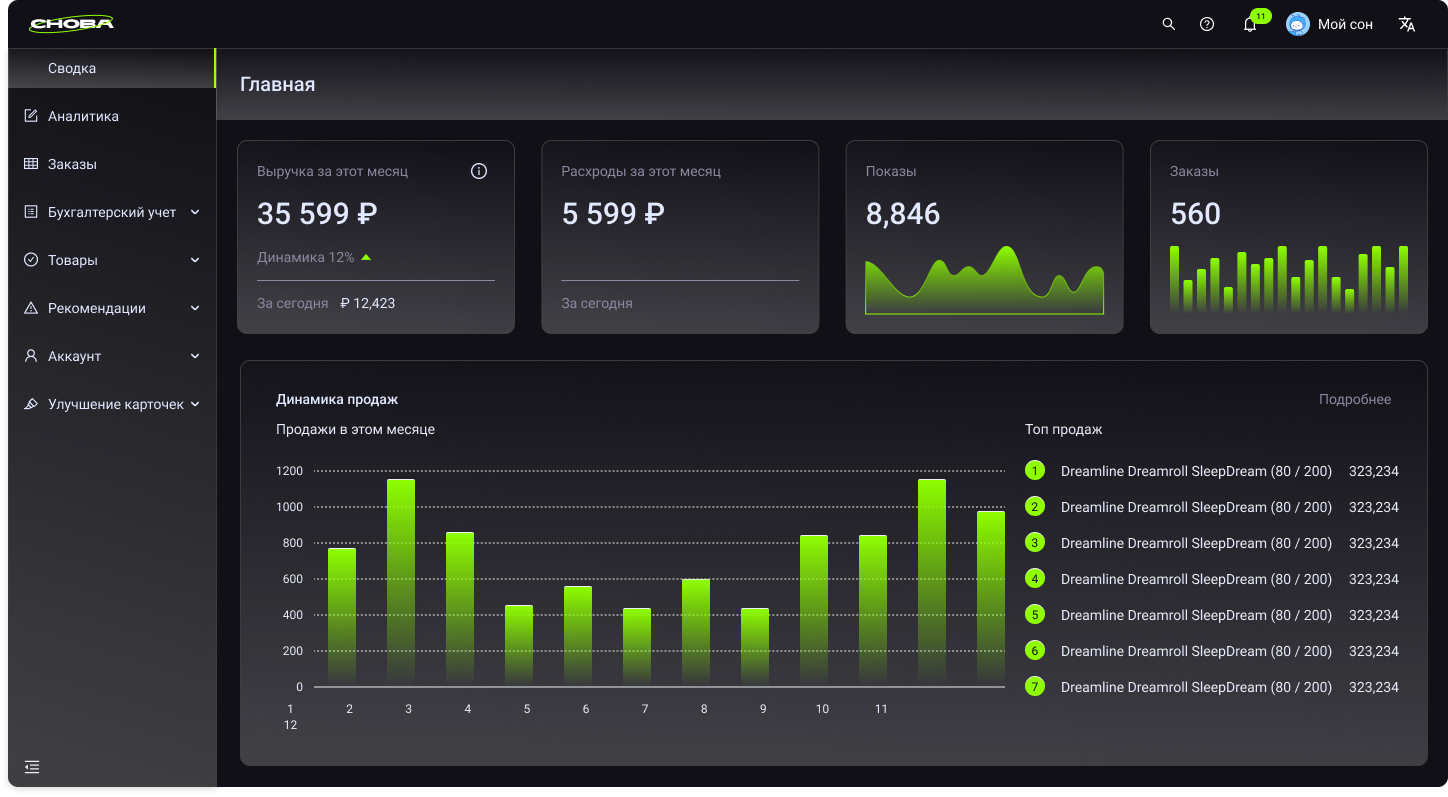 СНОВА
11
Мой сон
Сводка
Аналитика
Заказы
Бухгалтерский учет
Товары
Рекомендации
Аккаунт
Улучшение карточек
Главная
Выручка за этот месяц
35 599 ₽
Динамика 12%
За сегодня ₽ 12,423
Расхроды за этот месяц
5 599 ₽
За сегодня
Показы
8,846
Заказы
560
Динамика продаж
Подробнее
Продажи в этом месяце
1200
1000
800
600
400
200
0
1 2 3 4 5 6 7 8 9 10 11
12
Топ продаж
1 Dreamline Dreamroll SleepDream (80 / 200) 323,234
2 Dreamline Dreamroll SleepDream (80 / 200) 323,234
3 Dreamline Dreamroll SleepDream (80 / 200) 323,234
4 Dreamline Dreamroll SleepDream (80 / 200) 323,234
5 Dreamline Dreamroll SleepDream (80 / 200) 323,234
6 Dreamline Dreamroll SleepDream (80 / 200) 323,234
7 Dreamline Dreamroll SleepDream (80 / 200) 323,234